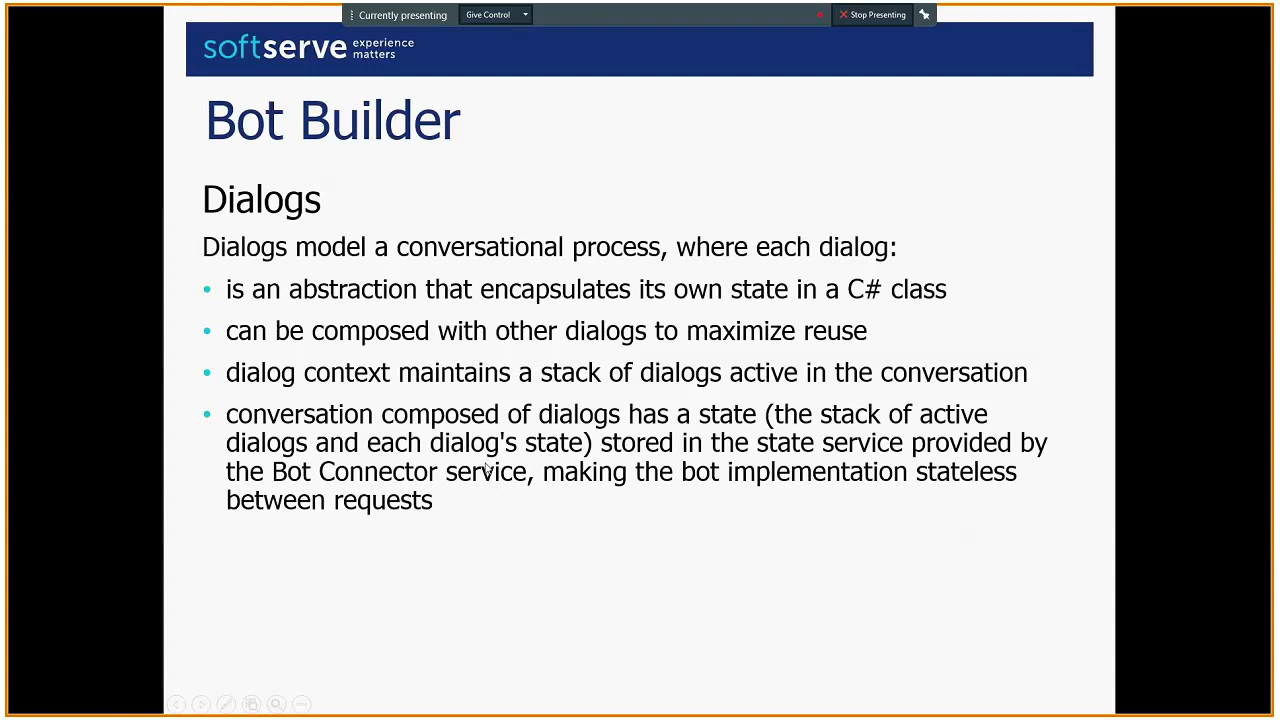 Currently presenting Give Control Stop Presenting
softserve experience matters
Bot Builder
Dialogs
Dialogs model a conversational process, where each dialog:
• is an abstraction that encapsulates its own state in a C# class
• can be composed with other dialogs to maximize reuse
• dialog context maintains a stack of dialogs active in the conversation
• conversation composed of dialogs has a state (the stack of active
dialogs and each dialog's state) stored in the state service provided by
the Bot Connector service, making the bot implementation stateless
between requests